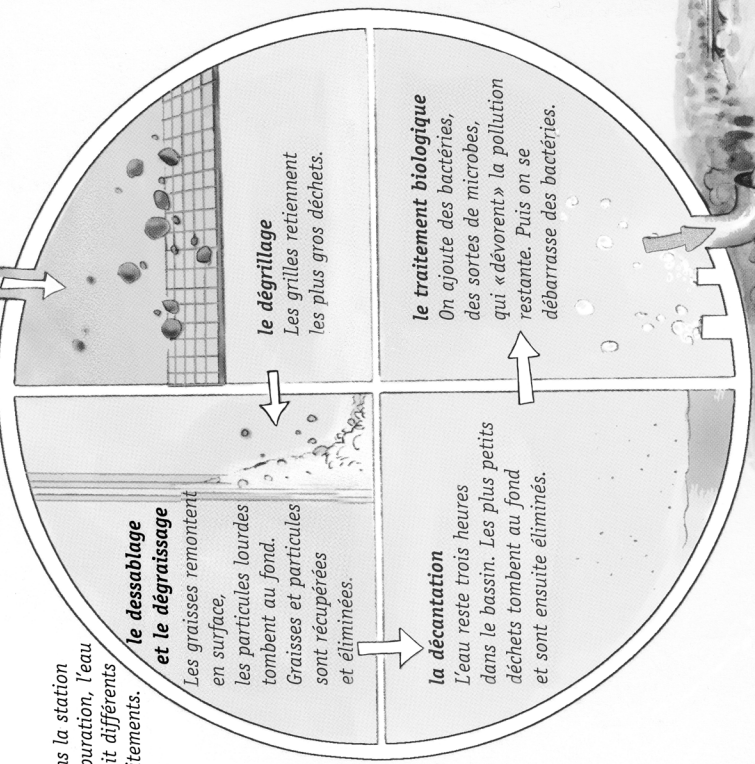 la station
l'eau
différents
le dégrillage
Les grilles retiennent
les plus gros déchets.
le dessablage
et le dégraissage
Les graisses remontent
en surface,
les particules lourdes
tombent au fond.
Graisses et particules
sont récupérées
et éliminées.
la décantation
L'eau reste trois heures
dans le bassin. Les plus petits
déchets tombent au fond
et sont ensuite éliminés.
le traitement biologique
On ajoute des bactéries,
des sortes de microbes,
qui « dévorent » la pollution
restante. Puis on se
débarrasse des bactéries.